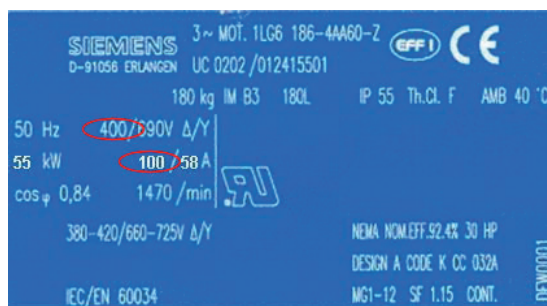 SIEMENS 3~ MOT. 1LG6 186-4AA60-Z EFF I CE
D-91056 ERLANGEN UC 0202 /012415501
180 kg IM B3 180L IP 55 Th.Cl. F AMB 40 °C
50 Hz 400/690V Δ/Y
55 kW 100/58 A
cosφ 0,84 1470 /min
380-420/660-725V Δ/Y
NEMA NOM.EFF.92.4% 30 HP
DESIGN A CODE K CC 032A
IEC/EN 60034 MG1-12 SF 1.15 CONT.